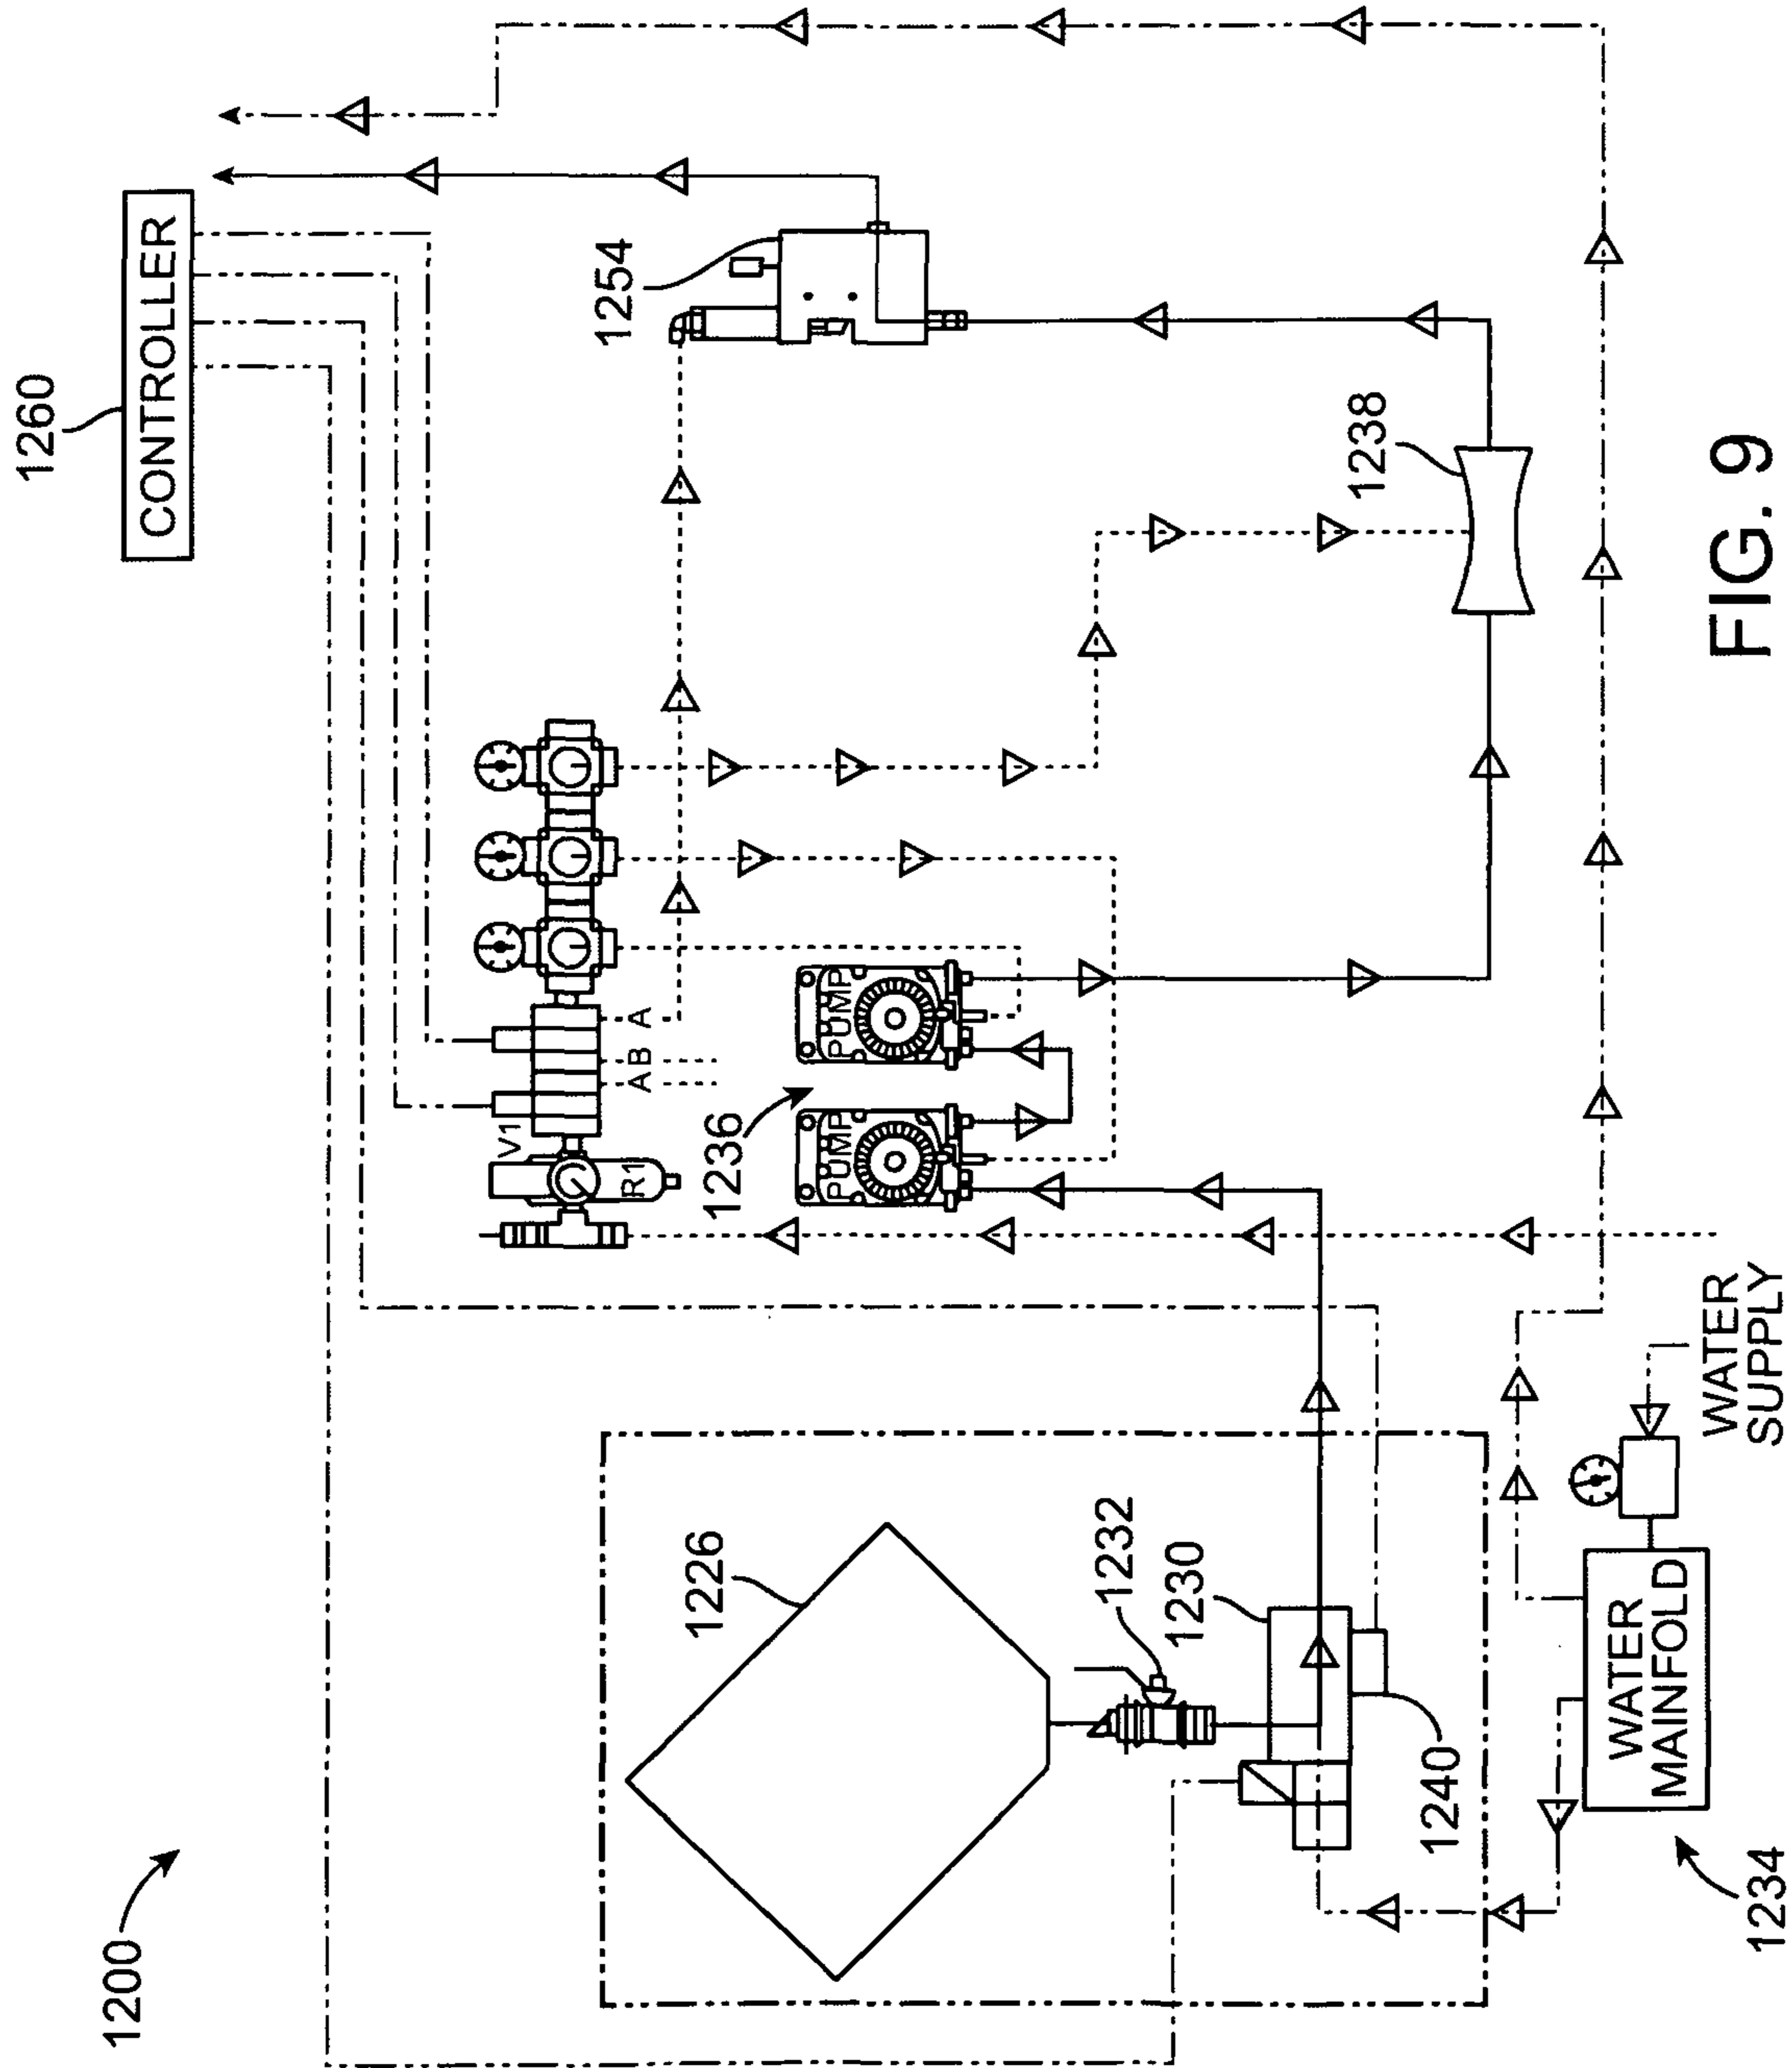 1200
1260
CONTROLLER
1254
V1
R1
A B A
A
1236
PUMP
PUMP
1238
1226
1232
1230
1240
WATER
MAINFOLD
1234
WATER
SUPPLY
FIG. 9